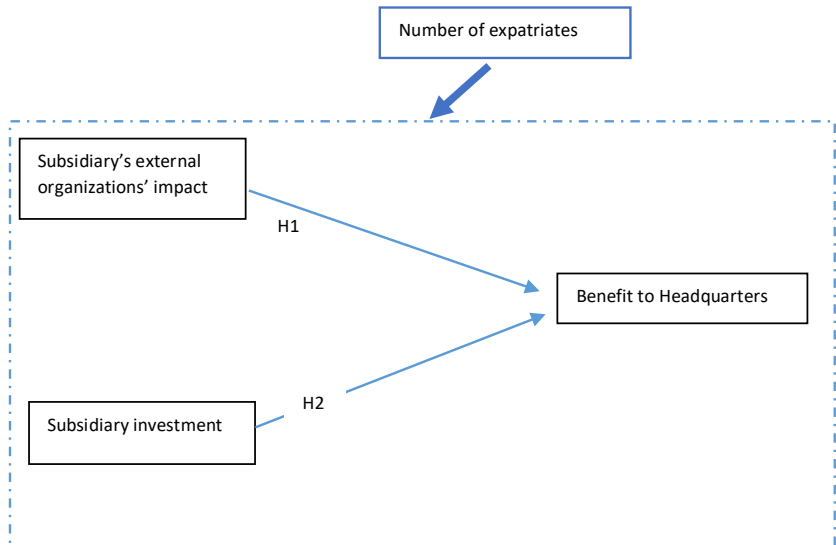 Number of expatriates
Subsidiary’s external
organizations’ impact
H1
Benefit to Headquarters
H2
Subsidiary investment